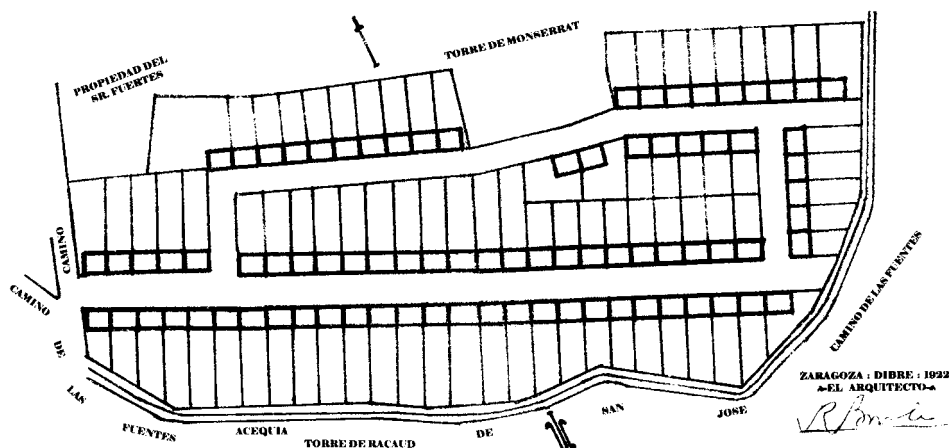 PROPIEDAD DEL
SR. FUERTES
TORRE DE MONSERRAT
CAMINO
CAMINO DE LAS FUENTES
ACEQUIA DE SAN JOSE
TORRE DE RACAUD
CAMINO DE LAS FUENTES
ZARAGOZA : DIBRE : 1922
EL ARQUITECTO